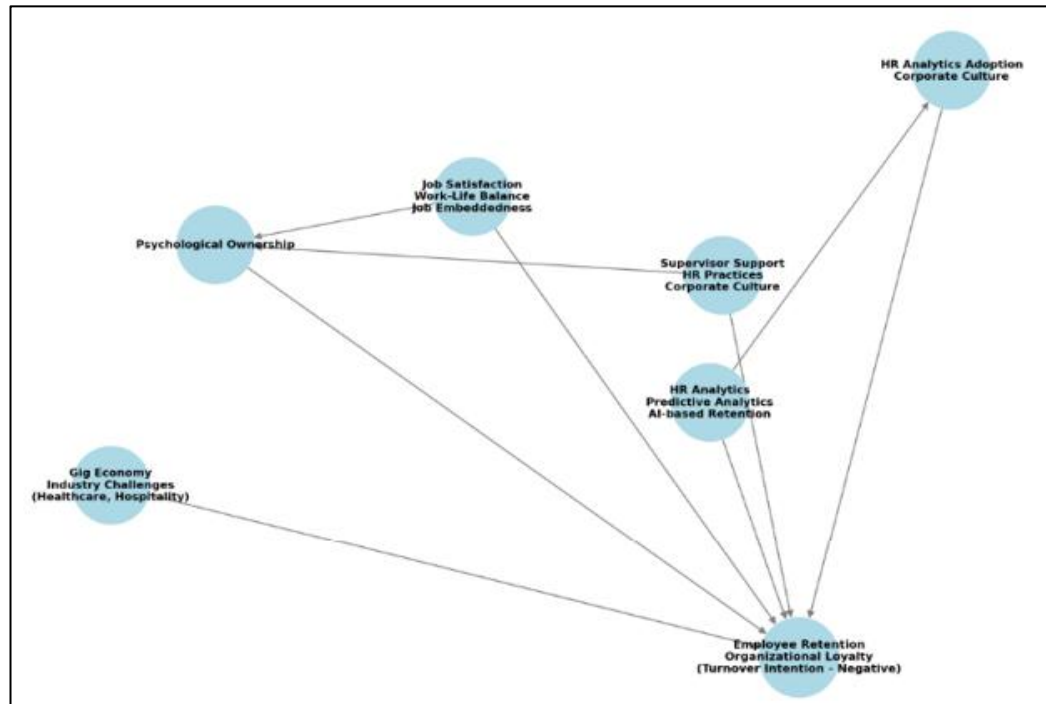 HR Analytics Adoption
Corporate Culture
Job Satisfaction
Work-Life Balance
Job Embeddedness
Psychological Ownership
Supervisor Support
HR Practices
Corporate Culture
HR Analytics
Predictive Analytics
AI-based Retention
Gig Economy
Industry Challenges
(Healthcare, Hospitality)
Employee Retention
Organizational Loyalty
(Turnover Intention - Negative)